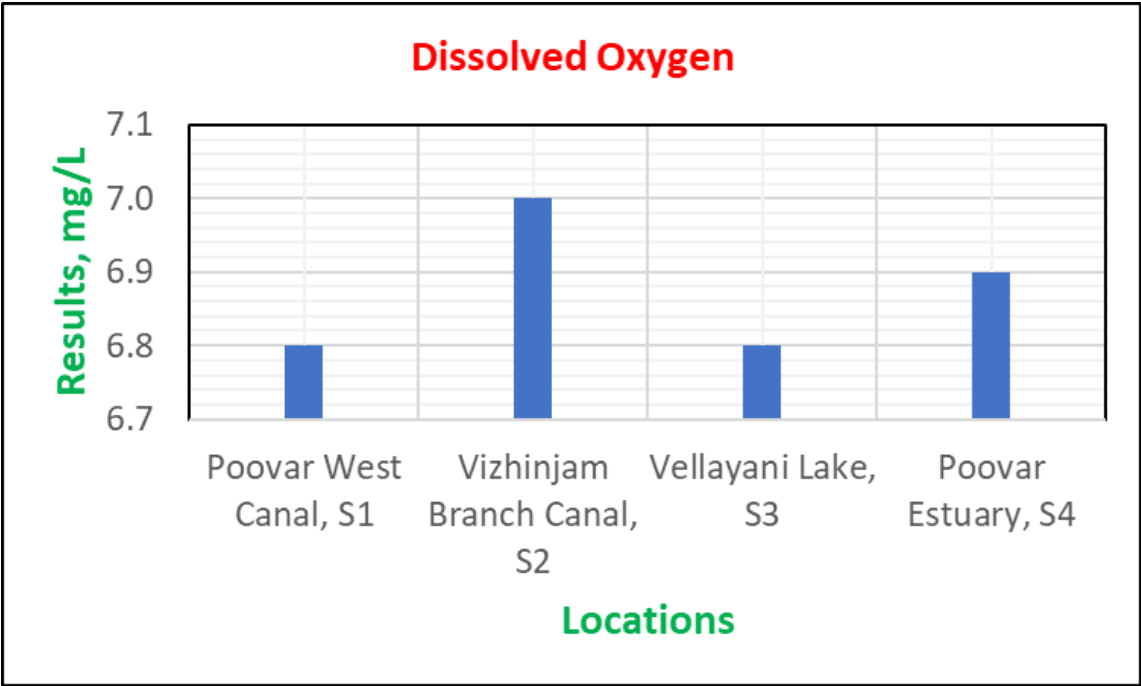 Dissolved Oxygen
Results, mg/L
7.1
7.0
6.9
6.8
6.7
Poovar West
Canal, S1
Vizhinjam
Branch Canal,
S2
Vellayani Lake,
S3
Poovar
Estuary, S4
Locations